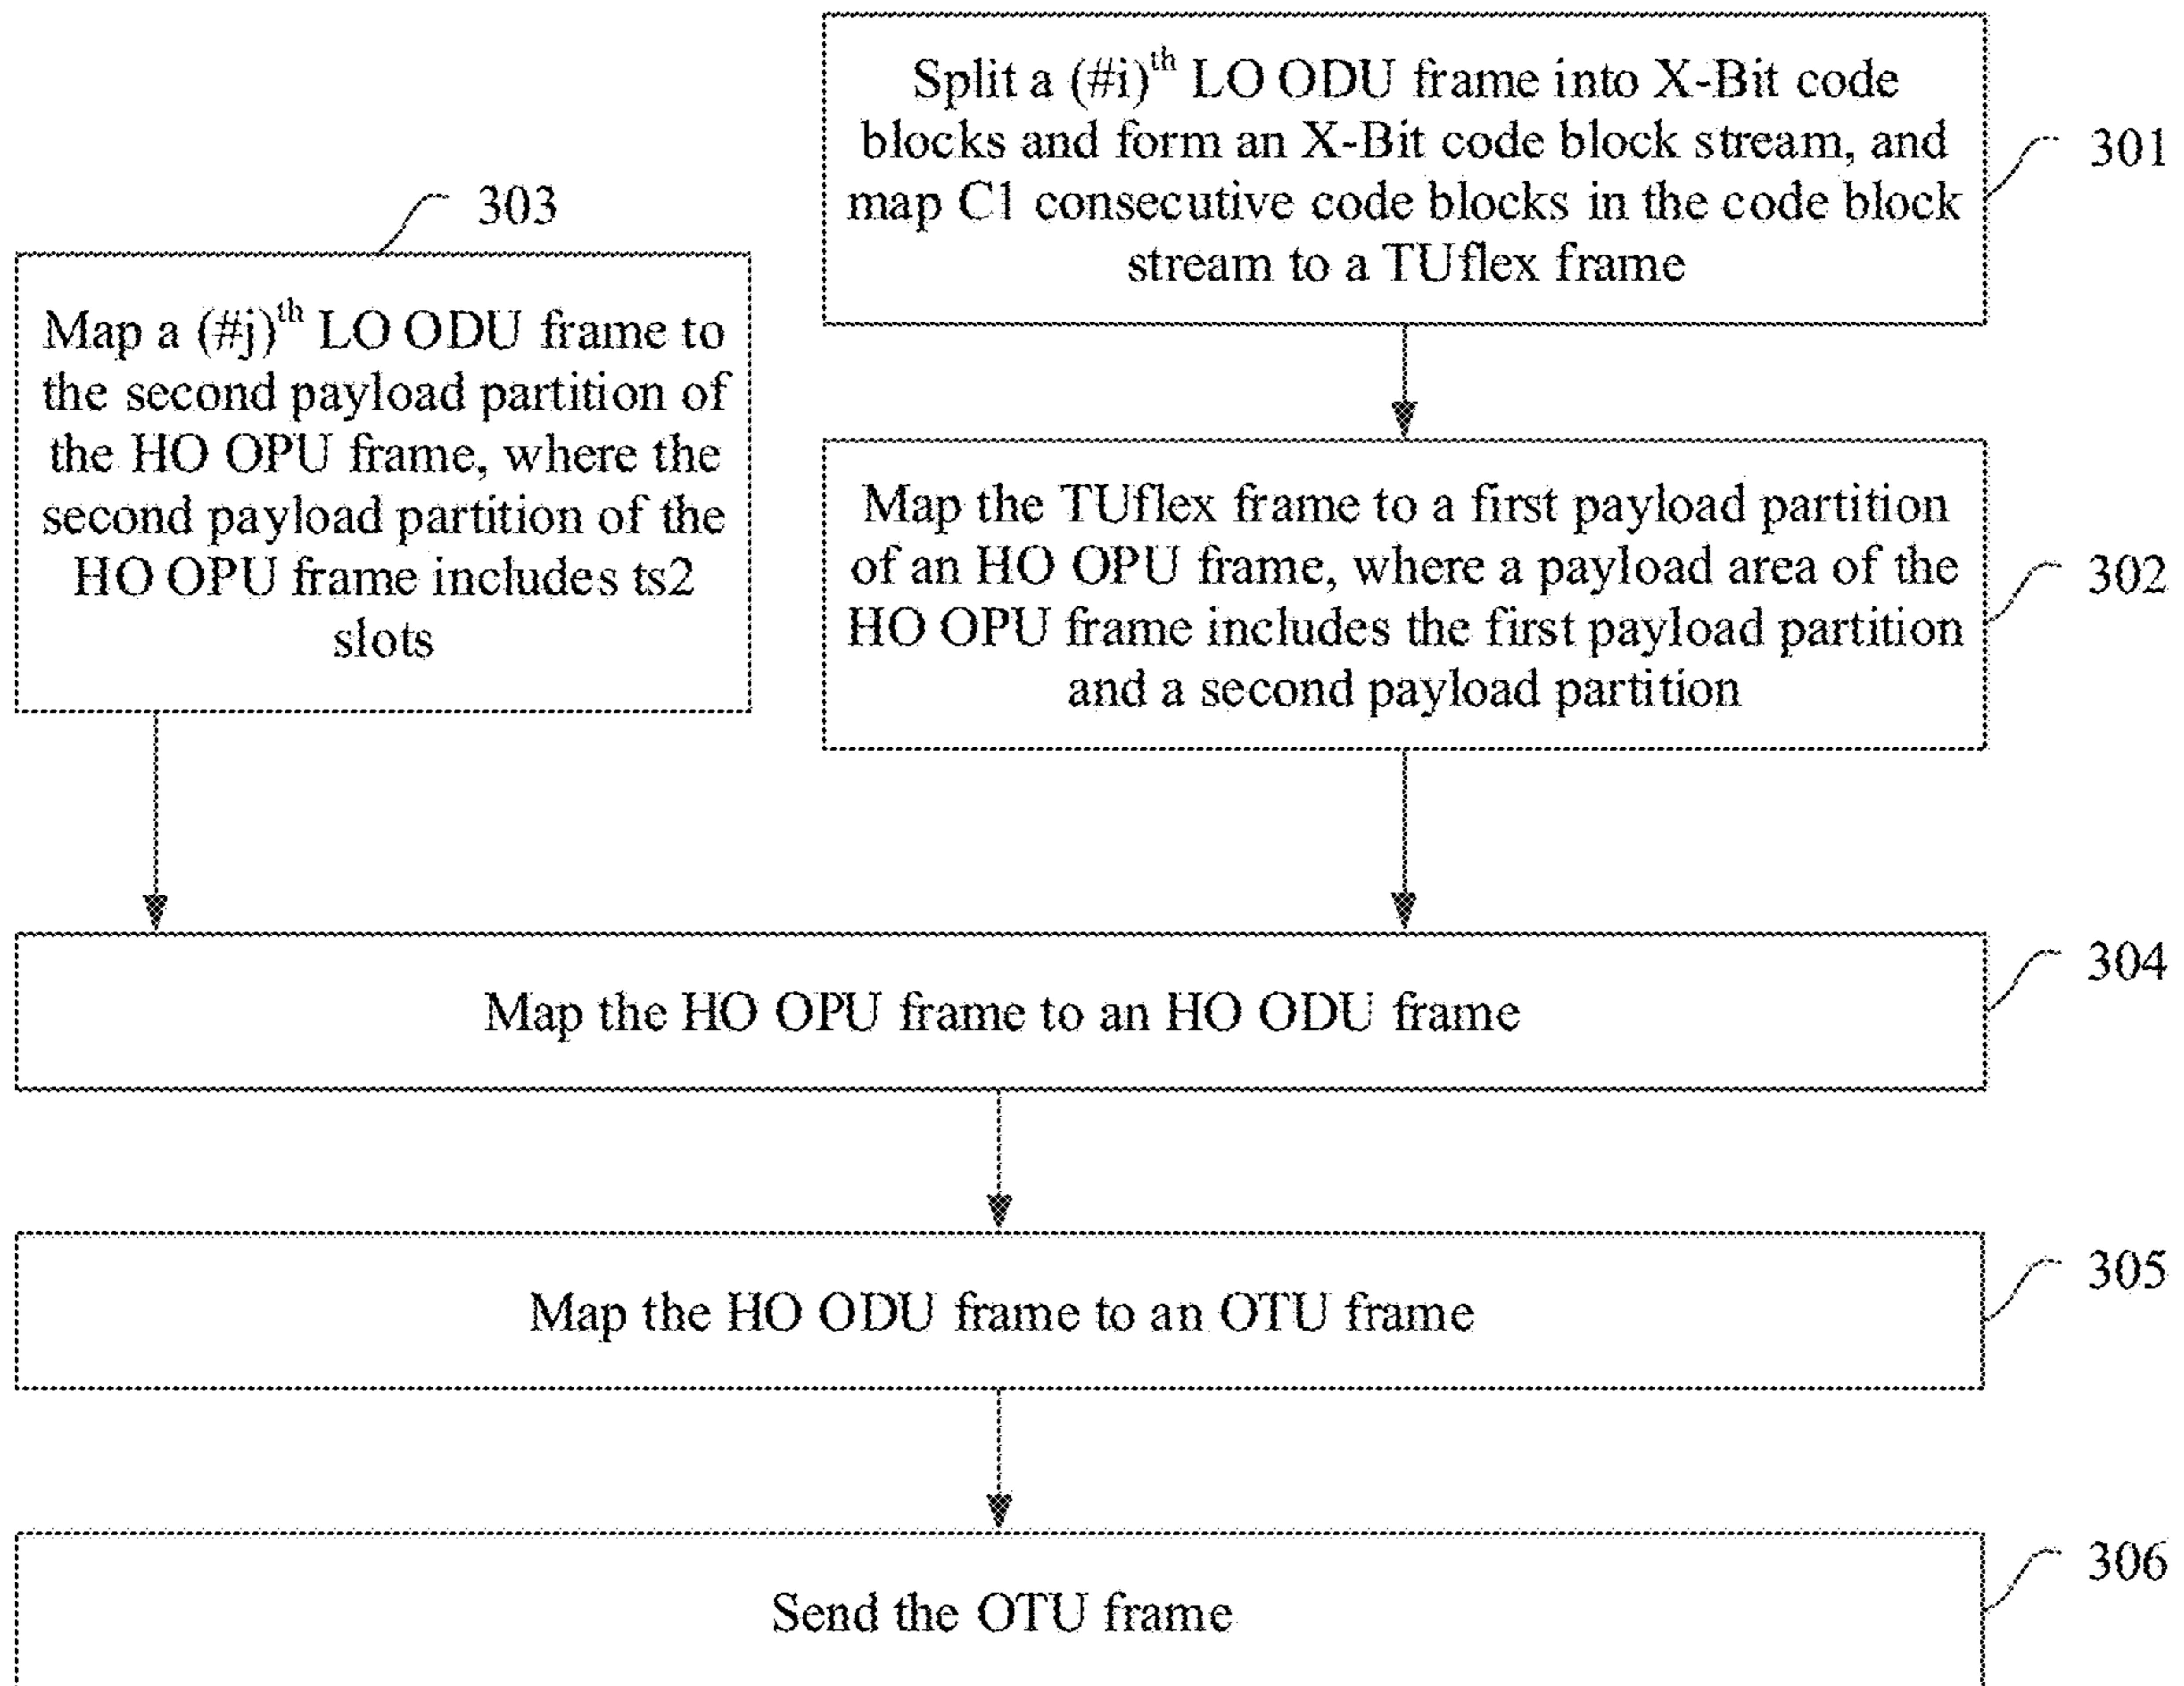 Split a (#i)th LO ODU frame into X-Bit code
blocks and form an X-Bit code block stream, and
map C1 consecutive code blocks in the code block
stream to a TUflex frame
301
303
Map a (#j)th LO ODU frame to
the second payload partition of
the HO OPU frame, where the
second payload partition of the
HO OPU frame includes ts2
slots
Map the TUflex frame to a first payload partition
of an HO OPU frame, where a payload area of the
HO OPU frame includes the first payload partition
and a second payload partition
302
Map the HO OPU frame to an HO ODU frame
304
Map the HO ODU frame to an OTU frame
305
Send the OTU frame
306